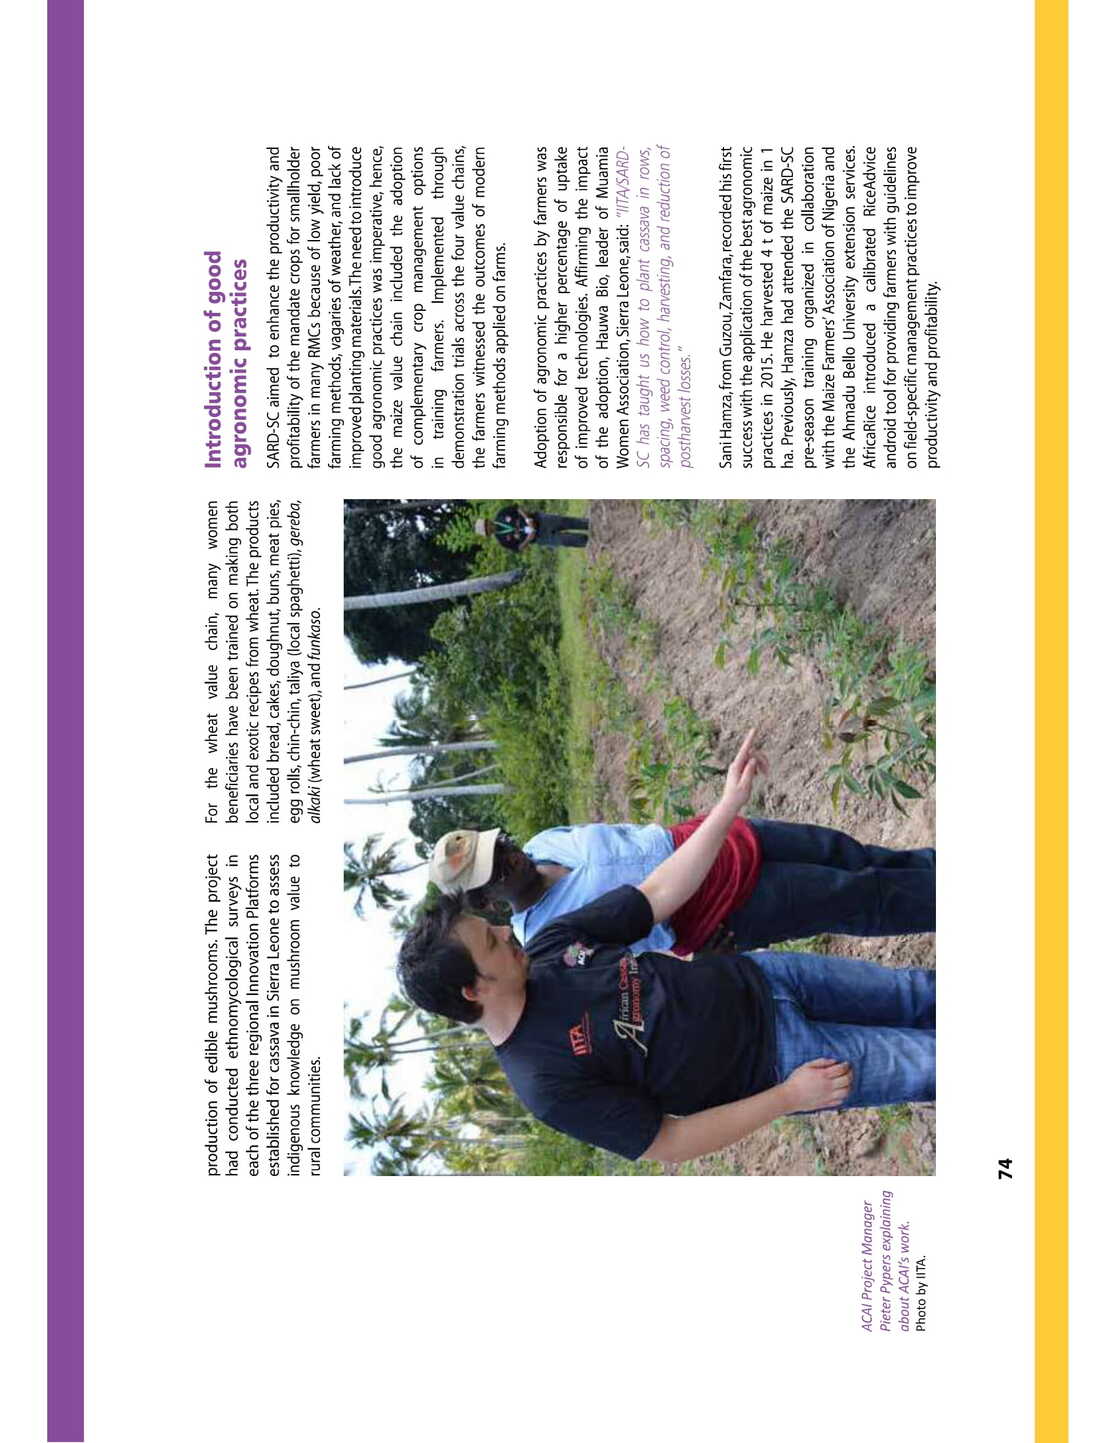 production of edible mushrooms. The project
had conducted ethnomycological surveys in
each of the three regional Innovation Platforms
established for cassava in Sierra Leone to assess
indigenous knowledge on mushroom value to
rural communities.
For the wheat value chain, many women
beneficiaries have been trained on making both
local and exotic recipes from wheat. The products
included bread, cakes, doughnut, buns, meat pies,
egg rolls, chin-chin, taliya (local spaghetti), gereba,
alkaki (wheat sweet), and funkaso.
IITA
ACAI
African Cassava
Agronomy
ACAI Project Manager
Pieter Pypers explaining
about ACAI's work.
Photo by IITA.
Introduction of good
agronomic practices
SARD-SC aimed to enhance the productivity and
profitability of the mandate crops for smallholder
farmers in many RMCs because of low yield, poor
farming methods, vagaries of weather, and lack of
improved planting materials.The need to introduce
good agronomic practices was imperative, hence,
the maize value chain included the adoption
of complementary crop management options
in training farmers. Implemented through
demonstration trials across the four value chains,
the farmers witnessed the outcomes of modern
farming methods applied on farms.
Adoption of agronomic practices by farmers was
responsible for a higher percentage of uptake
of improved technologies. Affirming the impact
of the adoption, Hauwa Bio, leader of Muamia
Women Association, Sierra Leone, said: "IITA/SARD-
SC has taught us how to plant cassava in rows,
spacing, weed control, harvesting, and reduction of
postharvest losses."
Sani Hamza, from Guzou, Zamfara, recorded his first
success with the application of the best agronomic
practices in 2015. He harvested 4 t of maize in 1
ha. Previously, Hamza had attended the SARD-SC
pre-season training organized in collaboration
with the Maize Farmers' Association of Nigeria and
the Ahmadu Bello University extension services.
AfricaRice introduced a calibrated RiceAdvice
android tool for providing farmers with guidelines
on field-specific management practices to improve
productivity and profitability.
74